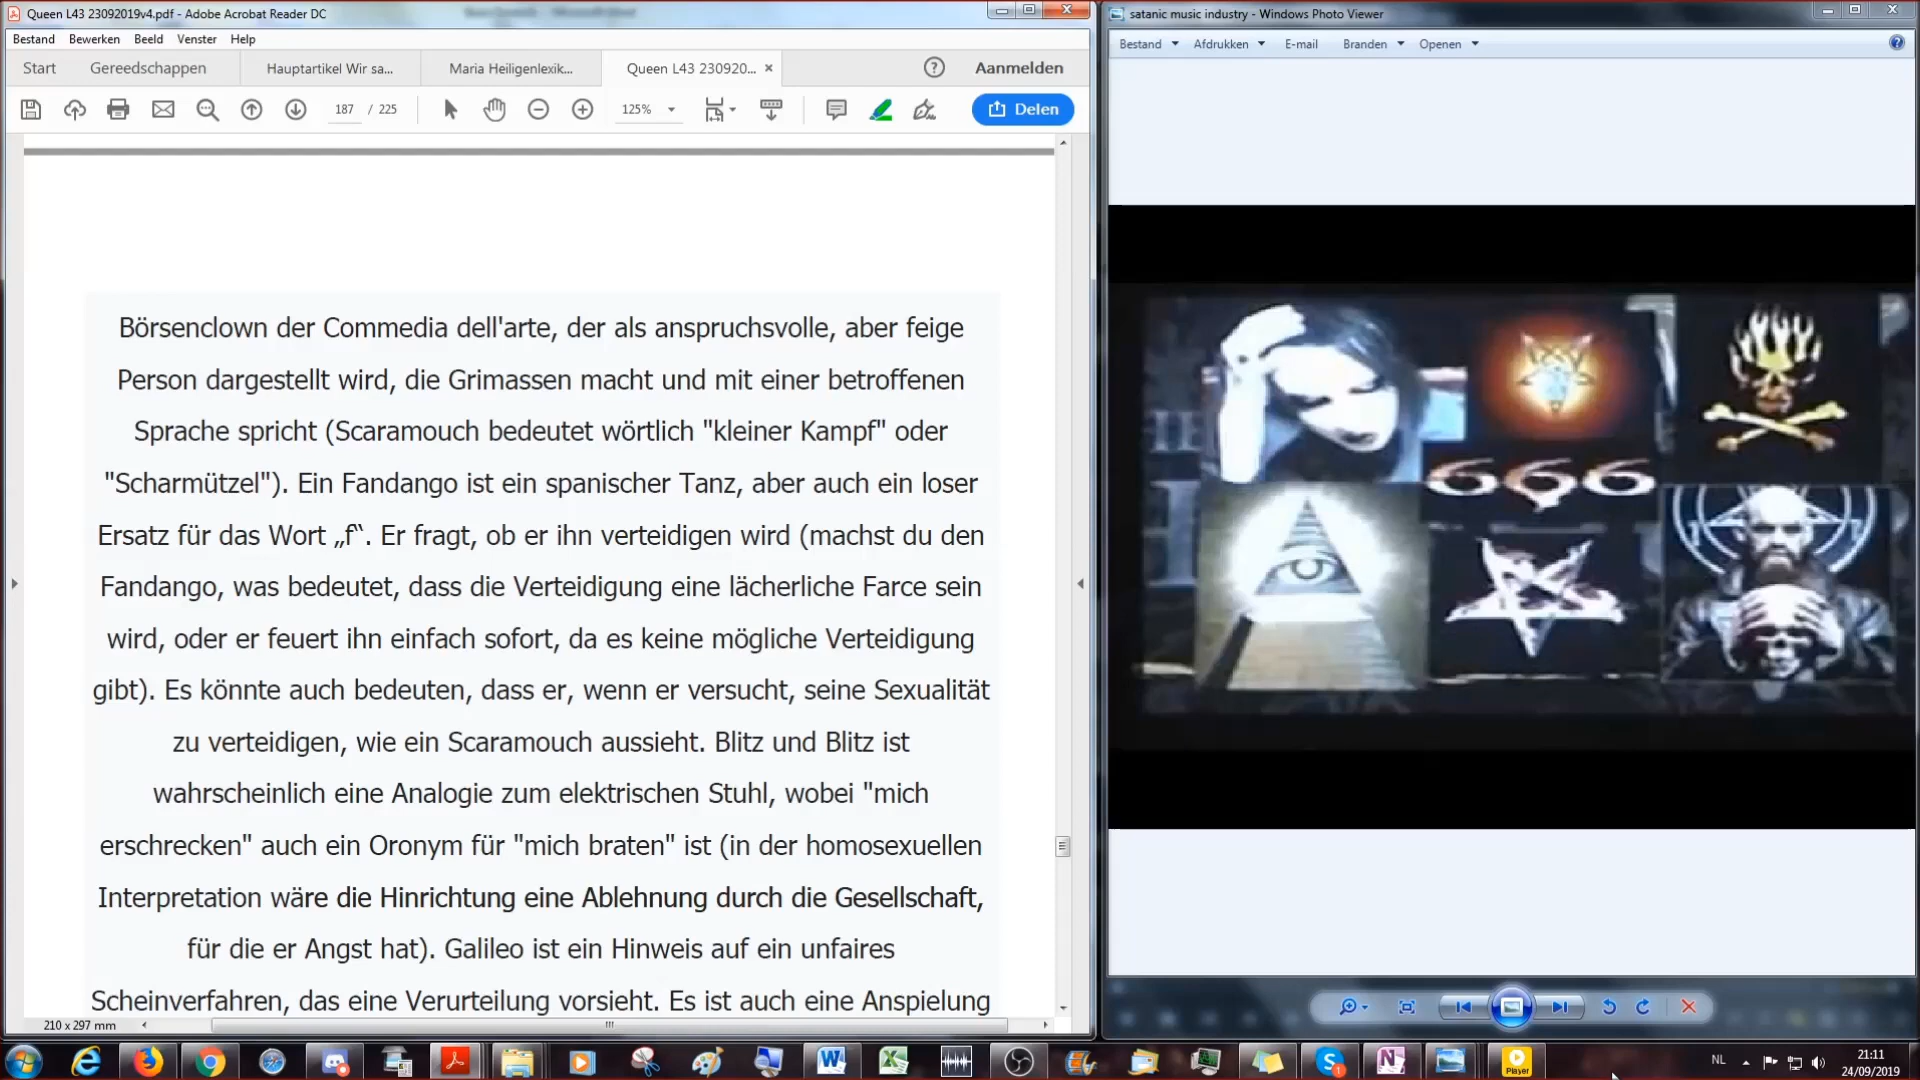 Queen L43 23092019v4.pdf - Adobe Acrobat Reader DC
Bestand Bewerken Beeld Venster Help
Start Gereedschappen Hauptartikel Wir sa... Maria Heiligenlexik... Queen L43 230920... × Aanmelden
187 / 225 125% Delen
Börsenclown der Commedia dell'arte, der als anspruchsvolle, aber feige
Person dargestellt wird, die Grimassen macht und mit einer betroffenen
Sprache spricht (Scaramouch bedeutet wörtlich "kleiner Kampf" oder
"Scharmützel"). Ein Fandango ist ein spanischer Tanz, aber auch ein loser
Ersatz für das Wort „f“. Er fragt, ob er ihn verteidigen wird (machst du den
Fandango, was bedeutet, dass die Verteidigung eine lächerliche Farce sein
wird, oder er feuert ihn einfach sofort, da es keine mögliche Verteidigung
gibt). Es könnte auch bedeuten, dass er, wenn er versucht, seine Sexualität
zu verteidigen, wie ein Scaramouch aussieht. Blitz und Blitz ist
wahrscheinlich eine Analogie zum elektrischen Stuhl, wobei "mich
erschrecken" auch ein Oronym für "mich braten" ist (in der homosexuellen
Interpretation wäre die Hinrichtung eine Ablehnung durch die Gesellschaft,
für die er Angst hat). Galileo ist ein Hinweis auf ein unfaires
Scheinverfahren, das eine Verurteilung vorsieht. Es ist auch eine Anspielung
210 x 297 mm
satanic music industry - Windows Photo Viewer
Bestand Afdrukken E-mail Branden Openen
666
Player
NL
21:11
24/09/2019